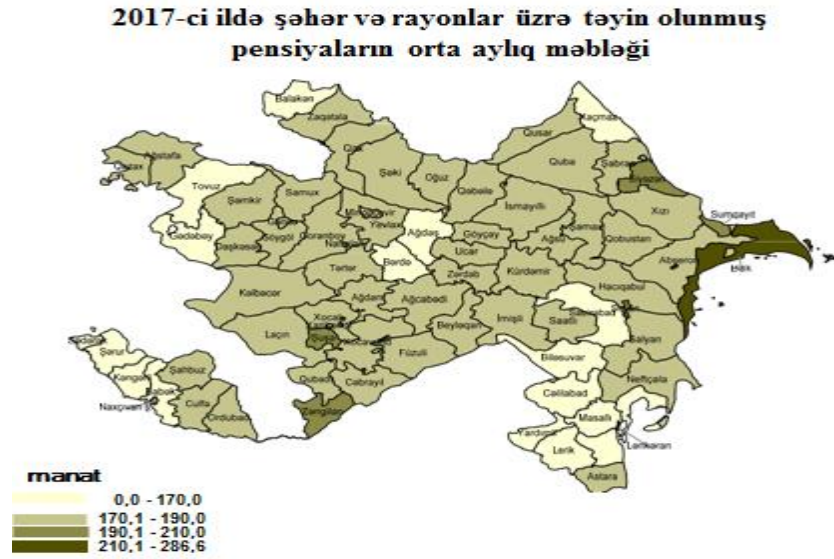 2017-ci ildə şəhər və rayonlar üzrə təyin olunmuş
pensiyaların orta aylıq məbləği
Balakən
Zaqatala
Qax
Şəki
Oğuz
Qəbələ
Qusar
Xaçmaz
Quba
Şabran
Siyəzən
Xızı
Sumqayıt
Abşeron
Bakı
Ağstafa
Qazax
Tovuz
Gədəbəy
Şəmkir
Samux
Daşkəsən
Göygöl
Goranboy
Mingəçevir
Yevlax
Ağdaş
Göyçay
Ucar
Zərdab
Kürdəmir
İsmayıllı
Ağsu
Şamaxı
Qobustan
Hacıqabul
Bərdə
Tərtər
Kəlbəcər
Ağdam
Ağcabədi
Beyləqan
İmişli
Saatlı
Sabirabad
Salyan
Neftçala
Biləsuvar
Cəlilabad
Masallı
Yardımlı
Lerik
Lənkəran
Astara
Laçın
Xocalı
Şuşa
Füzuli
Qubadlı
Cəbrayıl
Zəngilan
Sədərək
Şərur
Kəngərli
Babək
Naxçıvan
Şahbuz
Culfa
Ordubad
manat
0,0 - 170,0
170,1 - 190,0
190,1 - 210,0
210,1 - 286,6